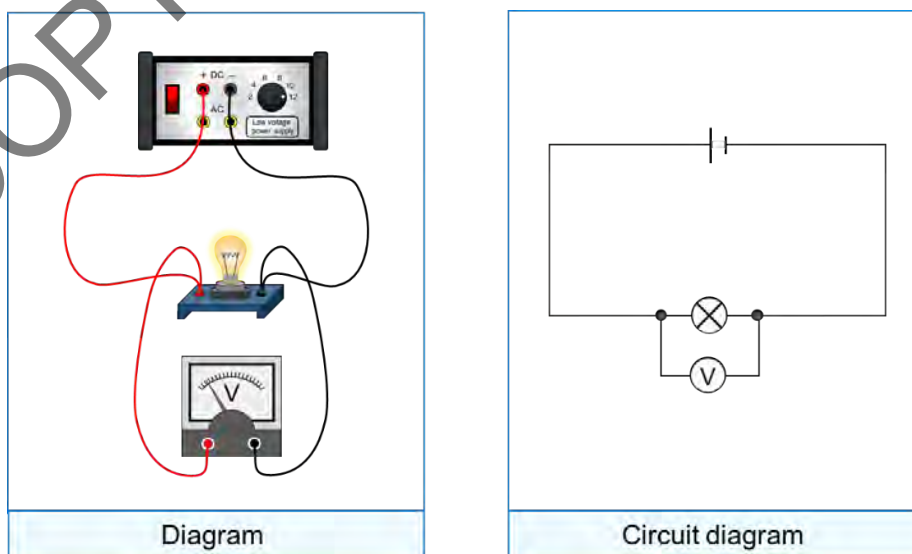 + DC −
2 4 6 8 10 12
AC
Low voltage
power supply
V
V
Diagram
Circuit diagram